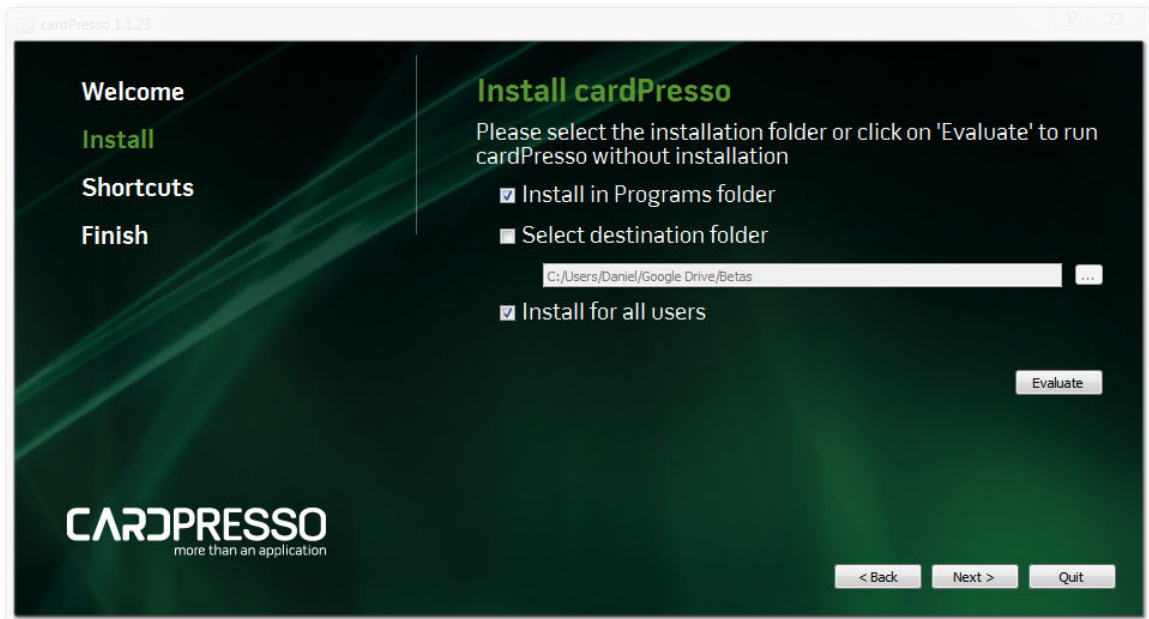 cardPresso 1.1.23
Welcome
Install
Shortcuts
Finish
Install cardPresso
Please select the installation folder or click on 'Evaluate' to run
cardPresso without installation
Install in Programs folder
Select destination folder
C:/Users/Daniel/Google Drive/Betas
...
Install for all users
Evaluate
CARDPRESSO
more than an application
< Back
Next >
Quit